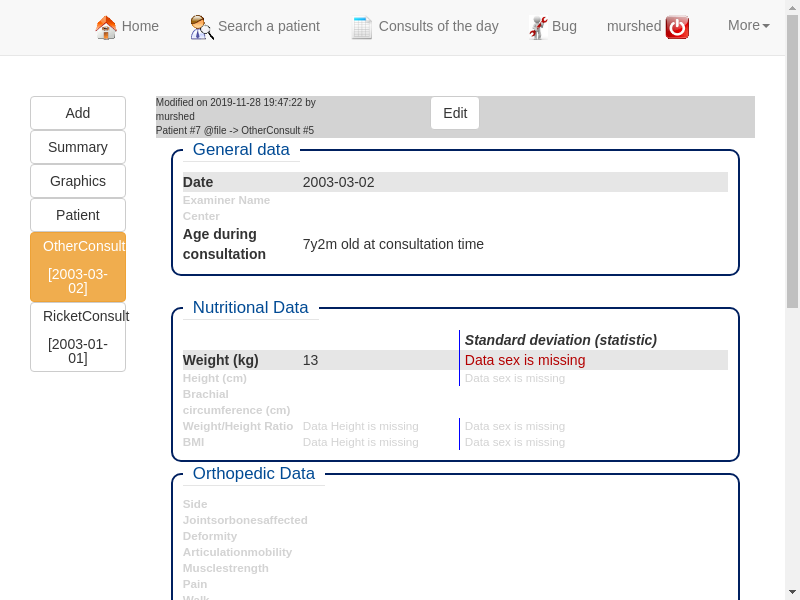 Home Search a patient Consults of the day Bug murshed More
Add
Summary
Graphics
Patient
OtherConsult
[2003-03-
02]
RicketConsult
[2003-01-
01]
Modified on 2019-11-28 19:47:22 by
murshed
Patient #7 @file -> OtherConsult #5
Edit
General data
Date 2003-03-02
Examiner Name
Center
Age during
consultation
7y2m old at consultation time
Nutritional Data
Standard deviation (statistic)
Weight (kg) 13 Data sex is missing
Height (cm) Data sex is missing
Brachial
circumference (cm)
Weight/Height Ratio Data Height is missing Data sex is missing
BMI Data Height is missing Data sex is missing
Orthopedic Data
Side
Jointsorbonesaffected
Deformity
Articulationmobility
Musclestrength
Pain
Walk